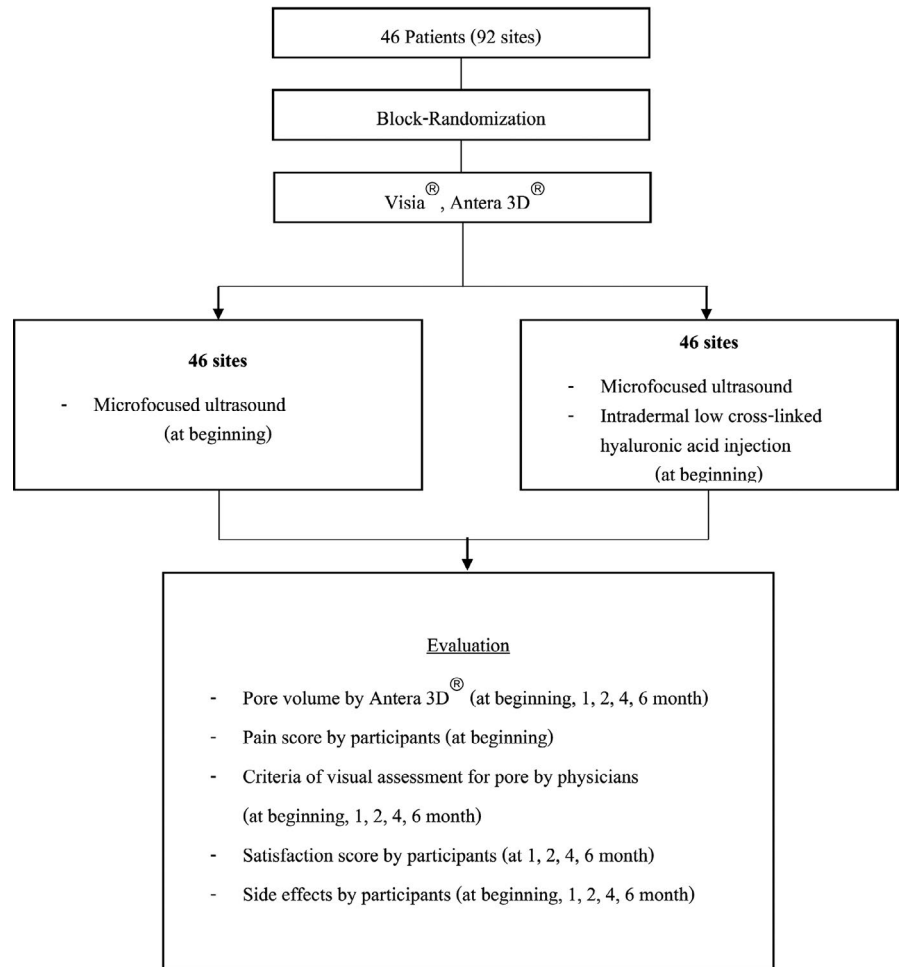 46 Patients (92 sites)
Block-Randomization
Visia®, Antera 3D®
46 sites
- Microfocused ultrasound
(at beginning)
46 sites
- Microfocused ultrasound
- Intradermal low cross-linked
hyaluronic acid injection
(at beginning)
Evaluation
- Pore volume by Antera 3D® (at beginning, 1, 2, 4, 6 month)
- Pain score by participants (at beginning)
- Criteria of visual assessment for pore by physicians
(at beginning, 1, 2, 4, 6 month)
- Satisfaction score by participants (at 1, 2, 4, 6 month)
- Side effects by participants (at beginning, 1, 2, 4, 6 month)